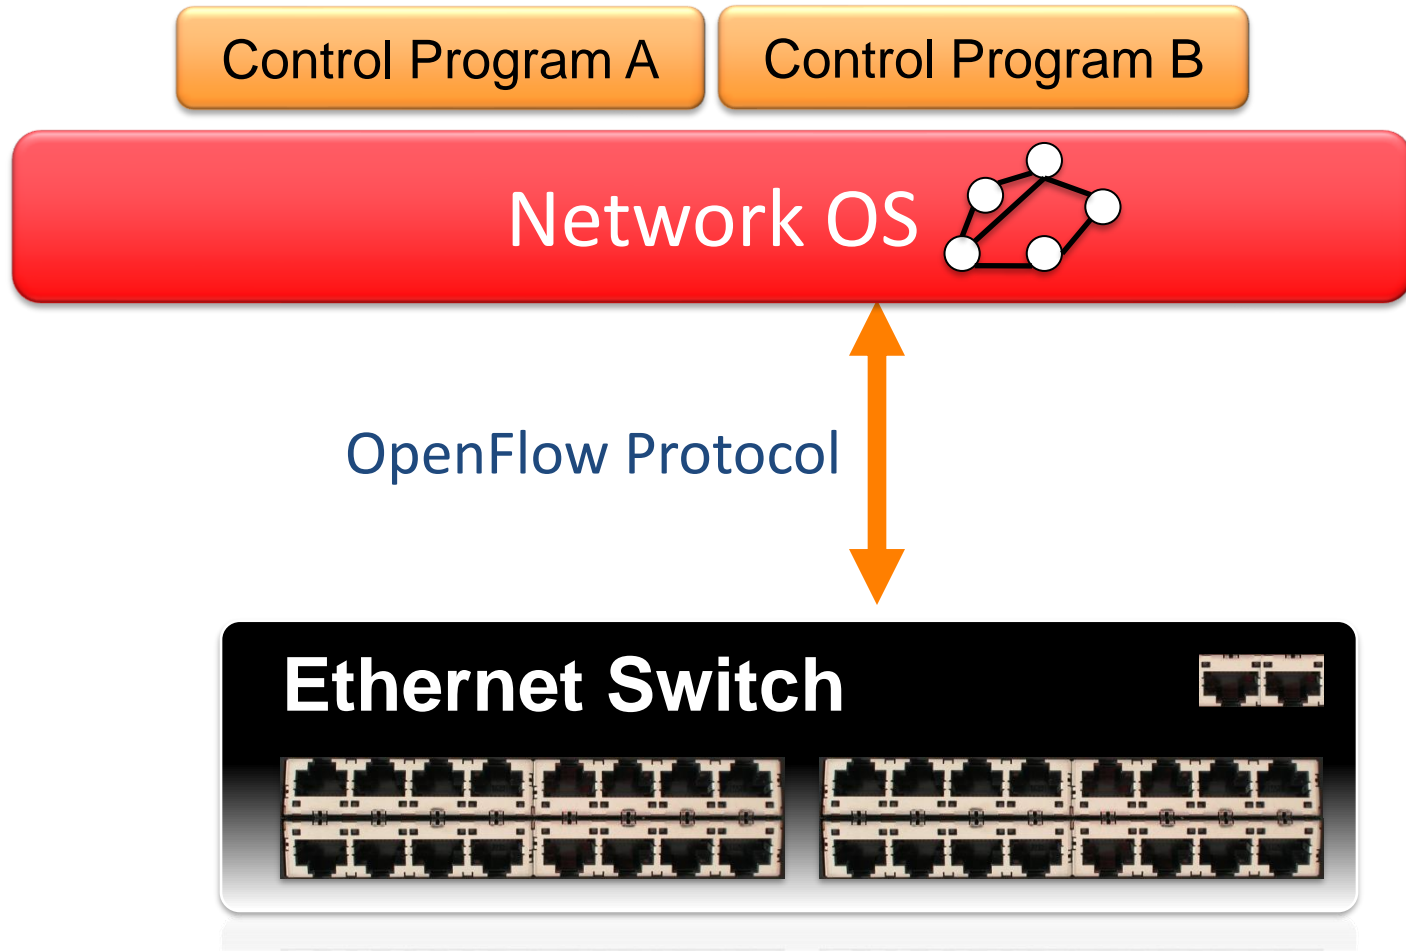 Control Program A
Control Program B
Network OS
OpenFlow Protocol
Ethernet Switch